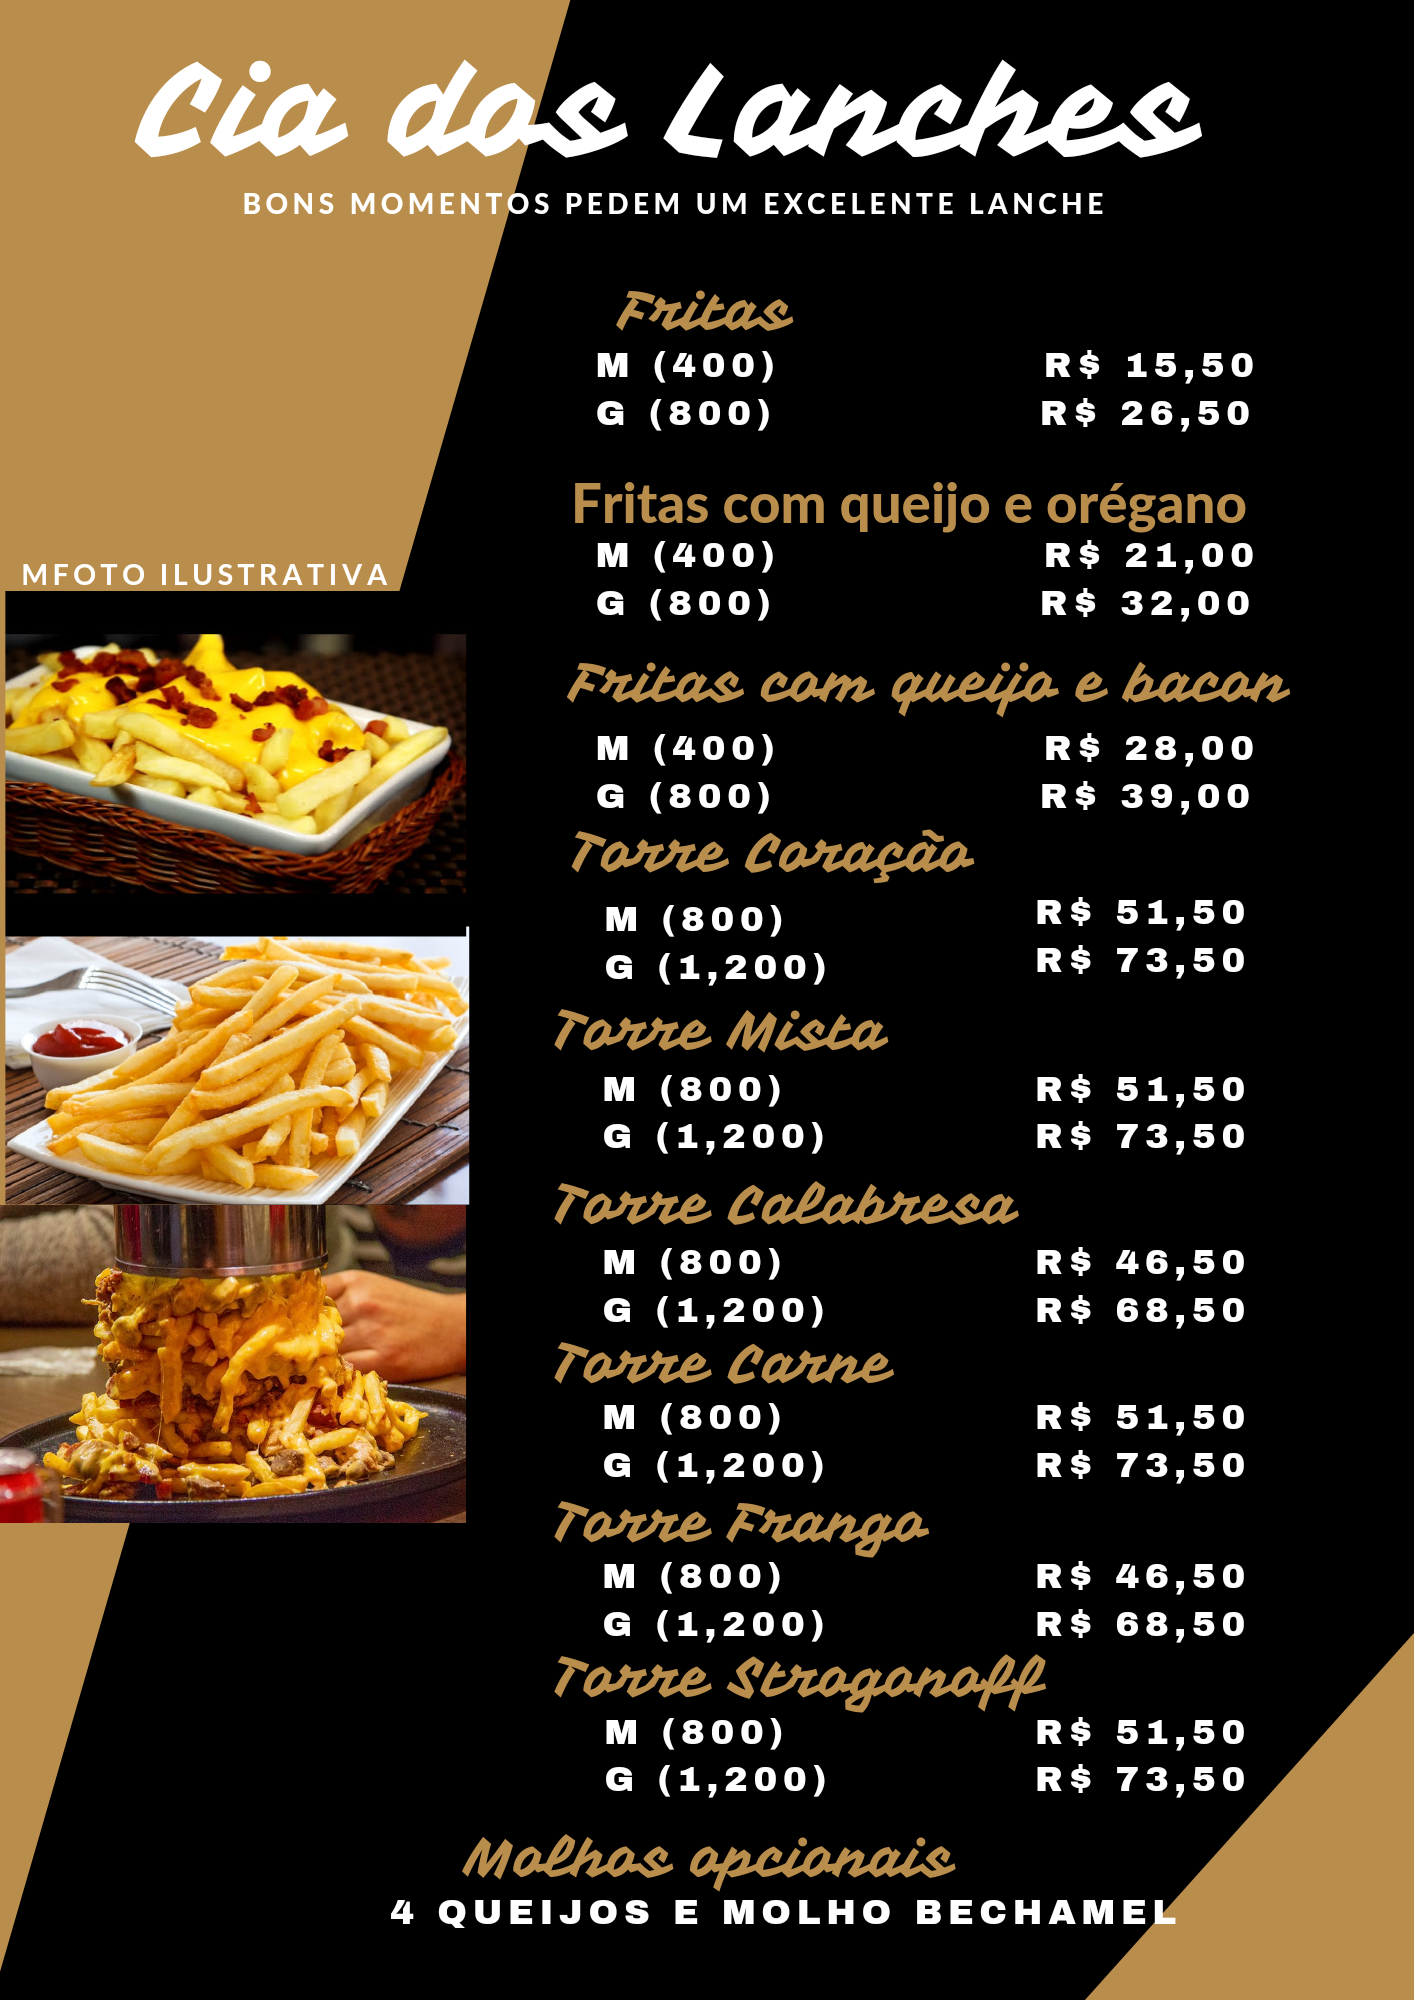 Cia dos Lanches
BONS MOMENTOS PEDEM UM EXCELENTE LANCHE
Fritas
M (400) R$ 15,50
G (800) R$ 26,50
Fritas com queijo e orégano
M (400) R$ 21,00
G (800) R$ 32,00
MFOTO ILUSTRATIVA
Fritas com queijo e bacon
M (400) R$ 28,00
G (800) R$ 39,00
Torre Coração
M (800) R$ 51,50
G (1,200) R$ 73,50
Torre Mista
M (800) R$ 51,50
G (1,200) R$ 73,50
Torre Calabresa
M (800) R$ 46,50
G (1,200) R$ 68,50
Torre Carne
M (800) R$ 51,50
G (1,200) R$ 73,50
Torre Frango
M (800) R$ 46,50
G (1,200) R$ 68,50
Torre Strogonoff
M (800) R$ 51,50
G (1,200) R$ 73,50
Molhos opcionais
4 QUEIJOS E MOLHO BECHAMEL